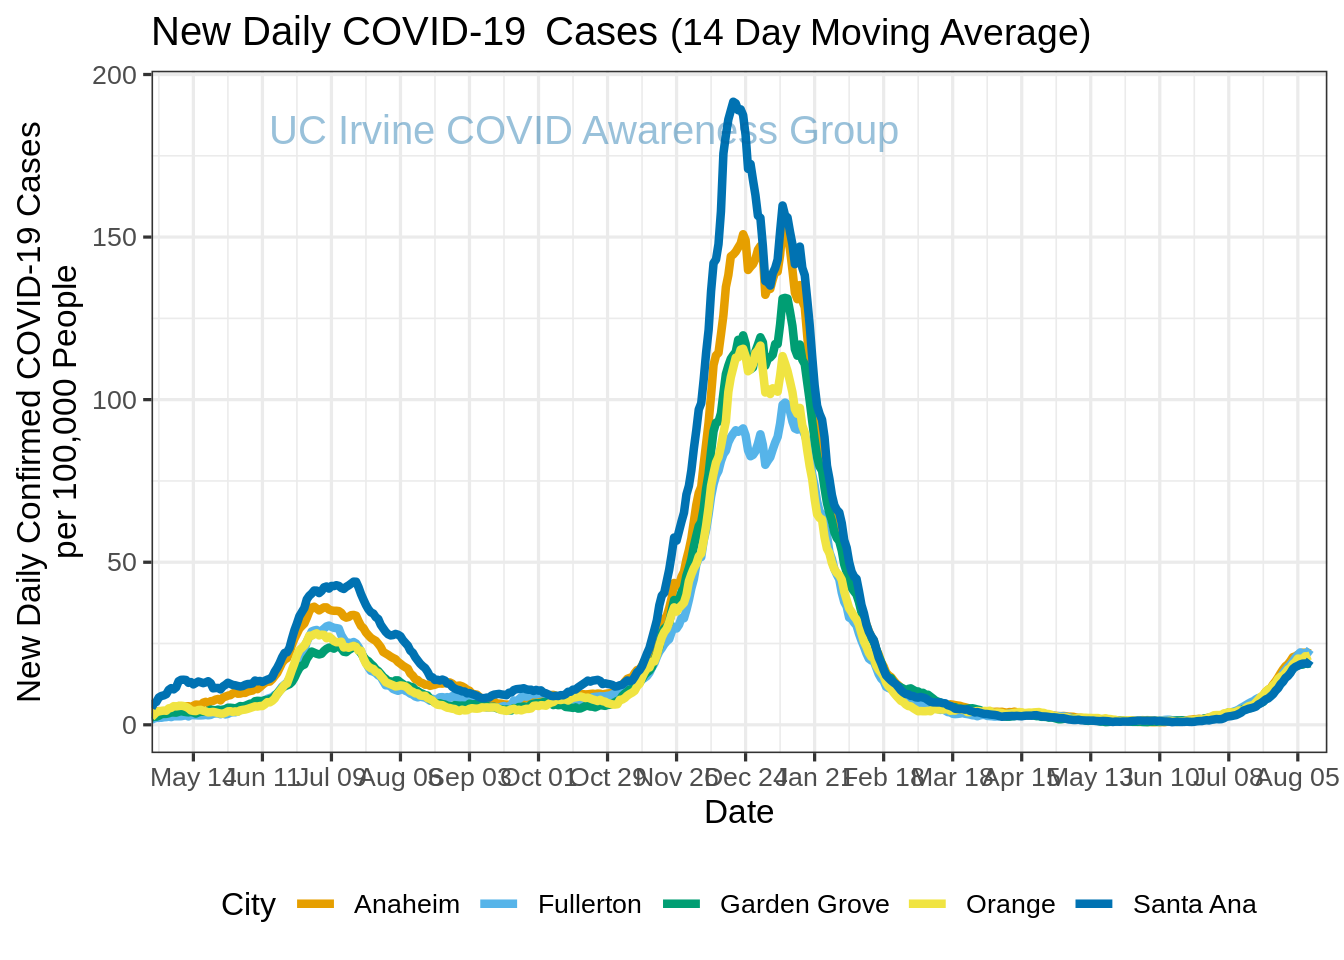 New Daily COVID-19 Cases (14 Day Moving Average)
UC Irvine COVID Awareness Group
New Daily Confirmed COVID-19 Cases
per 100,000 People
200
150
100
50
0
May 14 Jun 11 Jul 09 Aug 06 Sep 03 Oct 01 Oct 29 Nov 26 Dec 24 Jan 21 Feb 18 Mar 18 Apr 15 May 13 Jun 10 Jul 08 Aug 05
Date
City Anaheim Fullerton Garden Grove Orange Santa Ana